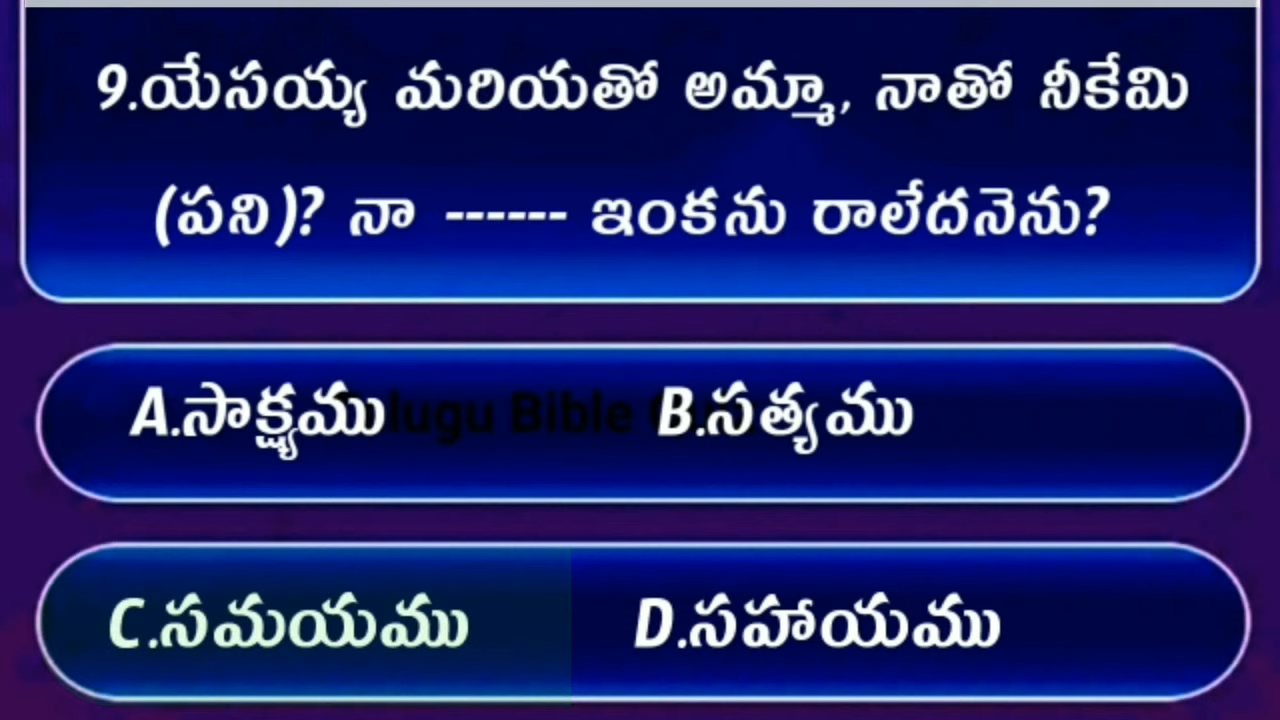 9.యేసయ్య మరియతో అమ్మా, నాతో నీకేమి
(పని)? నా ------ ఇంకను రాలేదనెను?
A.సాక్ష్యము B.సత్యము
C.సమయము D.సహాయము